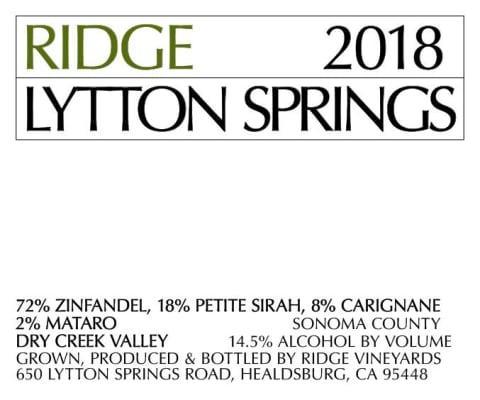 RIDGE 2018
LYTTON SPRINGS
72% ZINFANDEL, 18% PETITE SIRAH, 8% CARIGNANE
2% MATARO SONOMA COUNTY
DRY CREEK VALLEY 14.5% ALCOHOL BY VOLUME
GROWN, PRODUCED & BOTTLED BY RIDGE VINEYARDS
650 LYTTON SPRINGS ROAD, HEALDSBURG, CA 95448